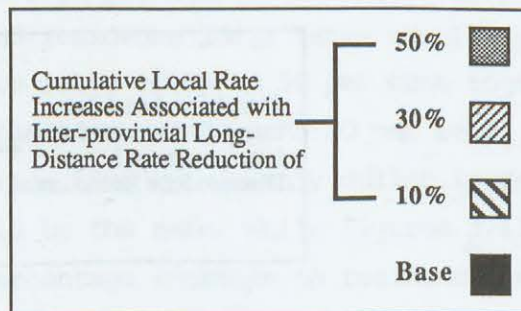 Cumulative Local Rate
Increases Associated with
Inter-provincial Long-
Distance Rate Reduction of
50%
30%
10%
Base